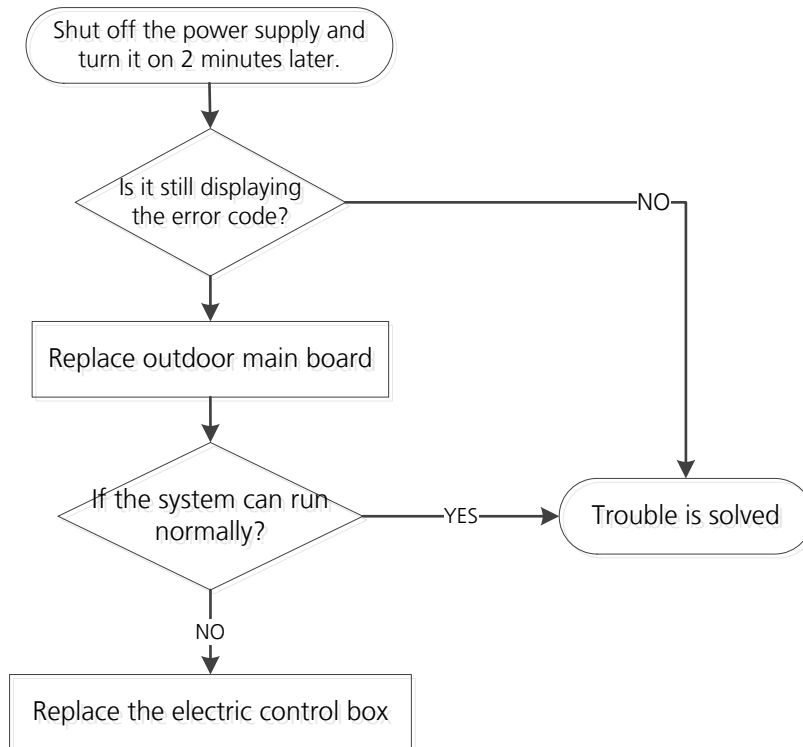 Shut off the power supply and
turn it on 2 minutes later.
Is it still displaying
the error code?
NO
Replace outdoor main board
If the system can run
normally?
YES
Trouble is solved
NO
Replace the electric control box